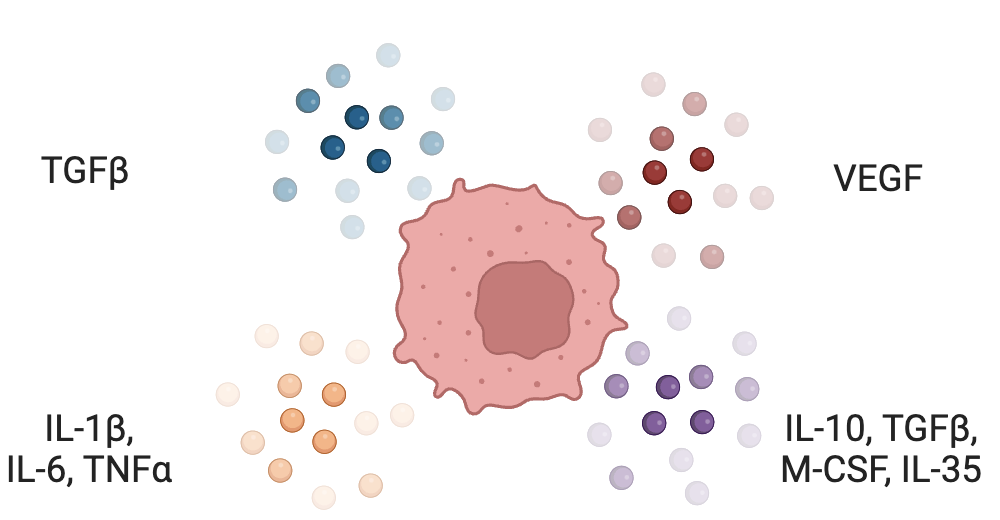 TGFβ
VEGF
IL-1β,
IL-6, TNFα
IL-10, TGFβ,
M-CSF, IL-35